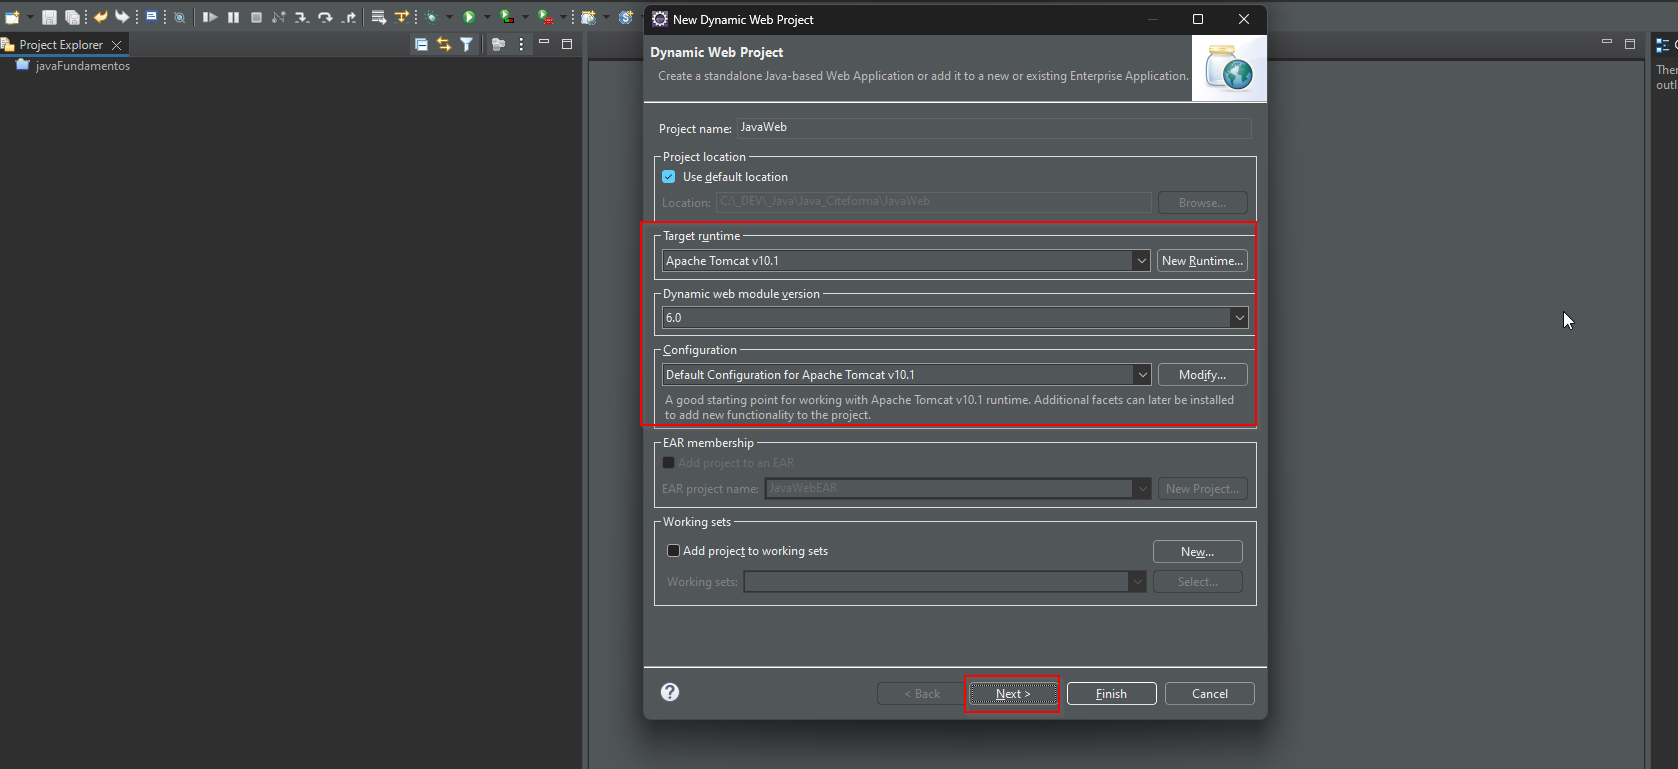 New Dynamic Web Project
Project Explorer
javaFundamentos
Dynamic Web Project
Create a standalone Java-based Web Application or add it to a new or existing Enterprise Application.
Project name: JavaWeb
Project location
Use default location
Location: C:\_DEV\_Java\Java_Citeforma\JavaWeb Browse...
Target runtime
Apache Tomcat v10.1 New Runtime...
Dynamic web module version
6.0
Configuration
Default Configuration for Apache Tomcat v10.1 Modify...
A good starting point for working with Apache Tomcat v10.1 runtime. Additional facets can later be installed
to add new functionality to the project.
EAR membership
Add project to an EAR
EAR project name: JavaWebEAR New Project...
Working sets
Add project to working sets New...
Working sets: Select...
? < Back Next > Finish Cancel
Ther
outl